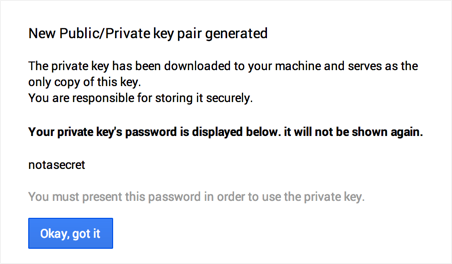 New Public/Private key pair generated
The private key has been downloaded to your machine and serves as the
only copy of this key.
You are responsible for storing it securely.
Your private key's password is displayed below. it will not be shown again.
notasecret
You must present this password in order to use the private key.
Okay, got it